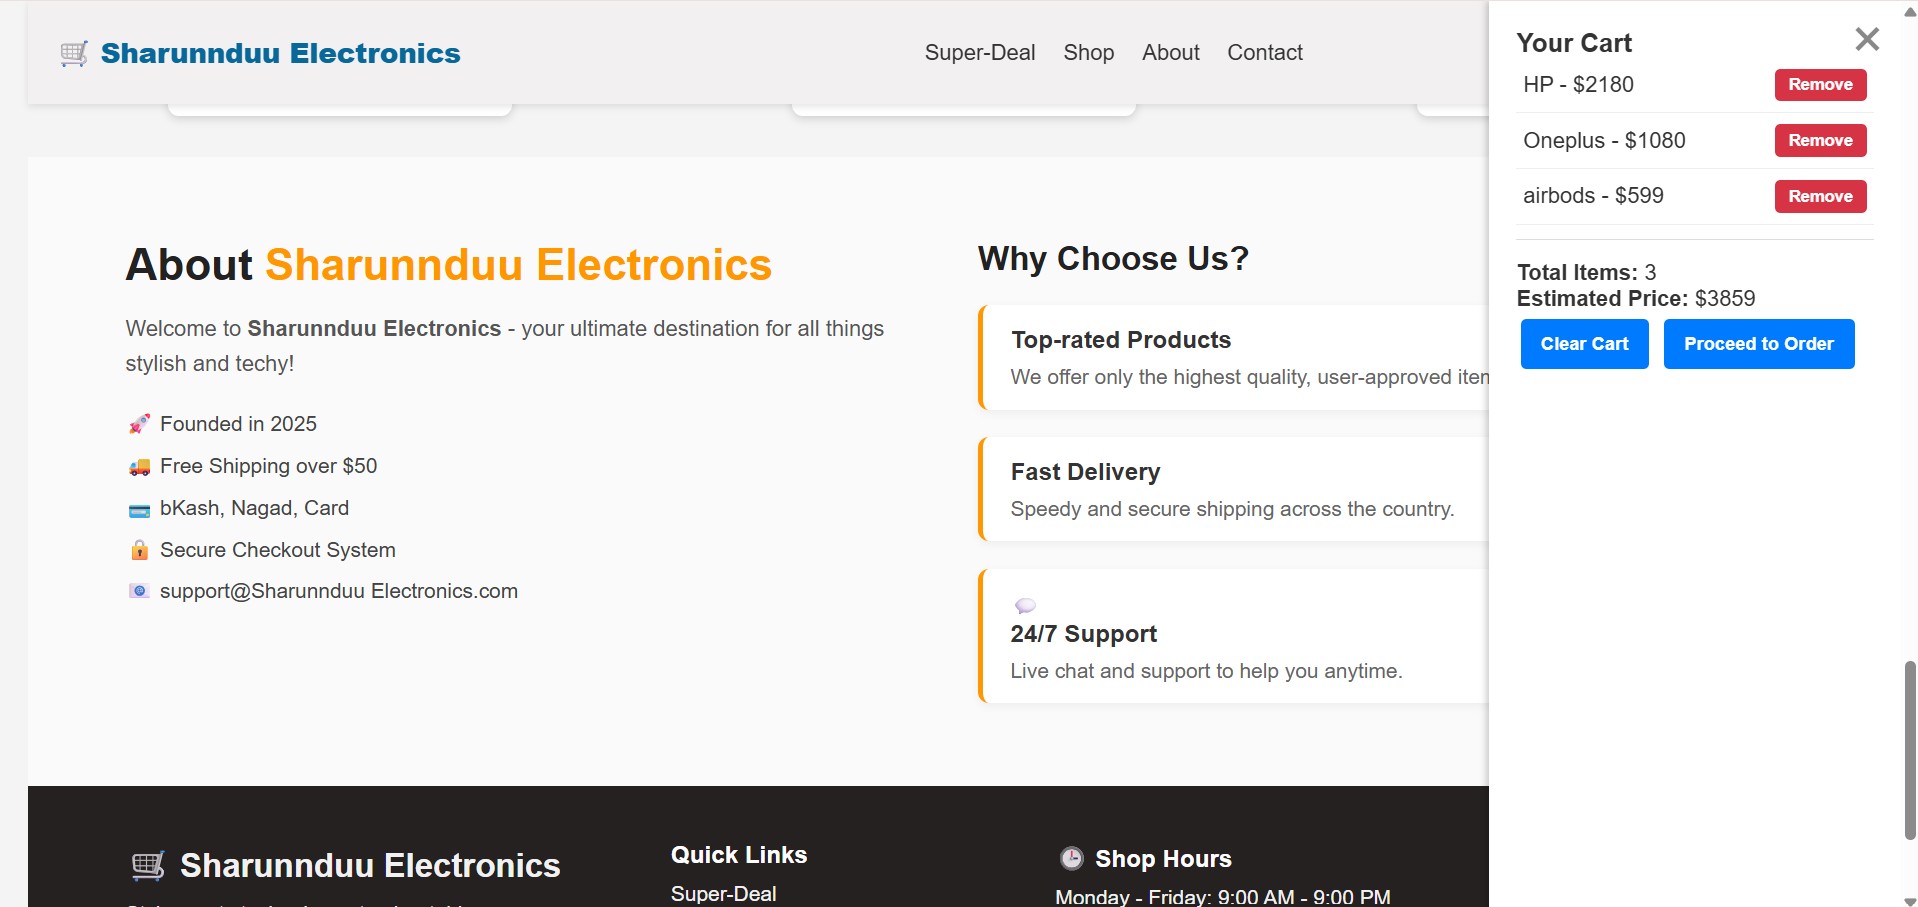 Sharunnduu Electronics
Super-Deal
Shop
About
Contact
About Sharunnduu Electronics
Welcome to Sharunnduu Electronics - your ultimate destination for all things
stylish and techy!
Founded in 2025
Free Shipping over $50
bKash, Nagad, Card
Secure Checkout System
support@Sharunnduu Electronics.com
Why Choose Us?
Top-rated Products
We offer only the highest quality, user-approved
Fast Delivery
Speedy and secure shipping across the country.
24/7 Support
Live chat and support to help you anytime.
Your Cart
HP - $2180
Remove
Oneplus - $1080
Remove
airbods - $599
Remove
Total Items: 3
Estimated Price: $3859
Clear Cart
Proceed to Order
Sharunnduu Electronics
Quick Links
Super-Deal
Shop Hours
Monday - Friday: 9:00 AM - 9:00 PM